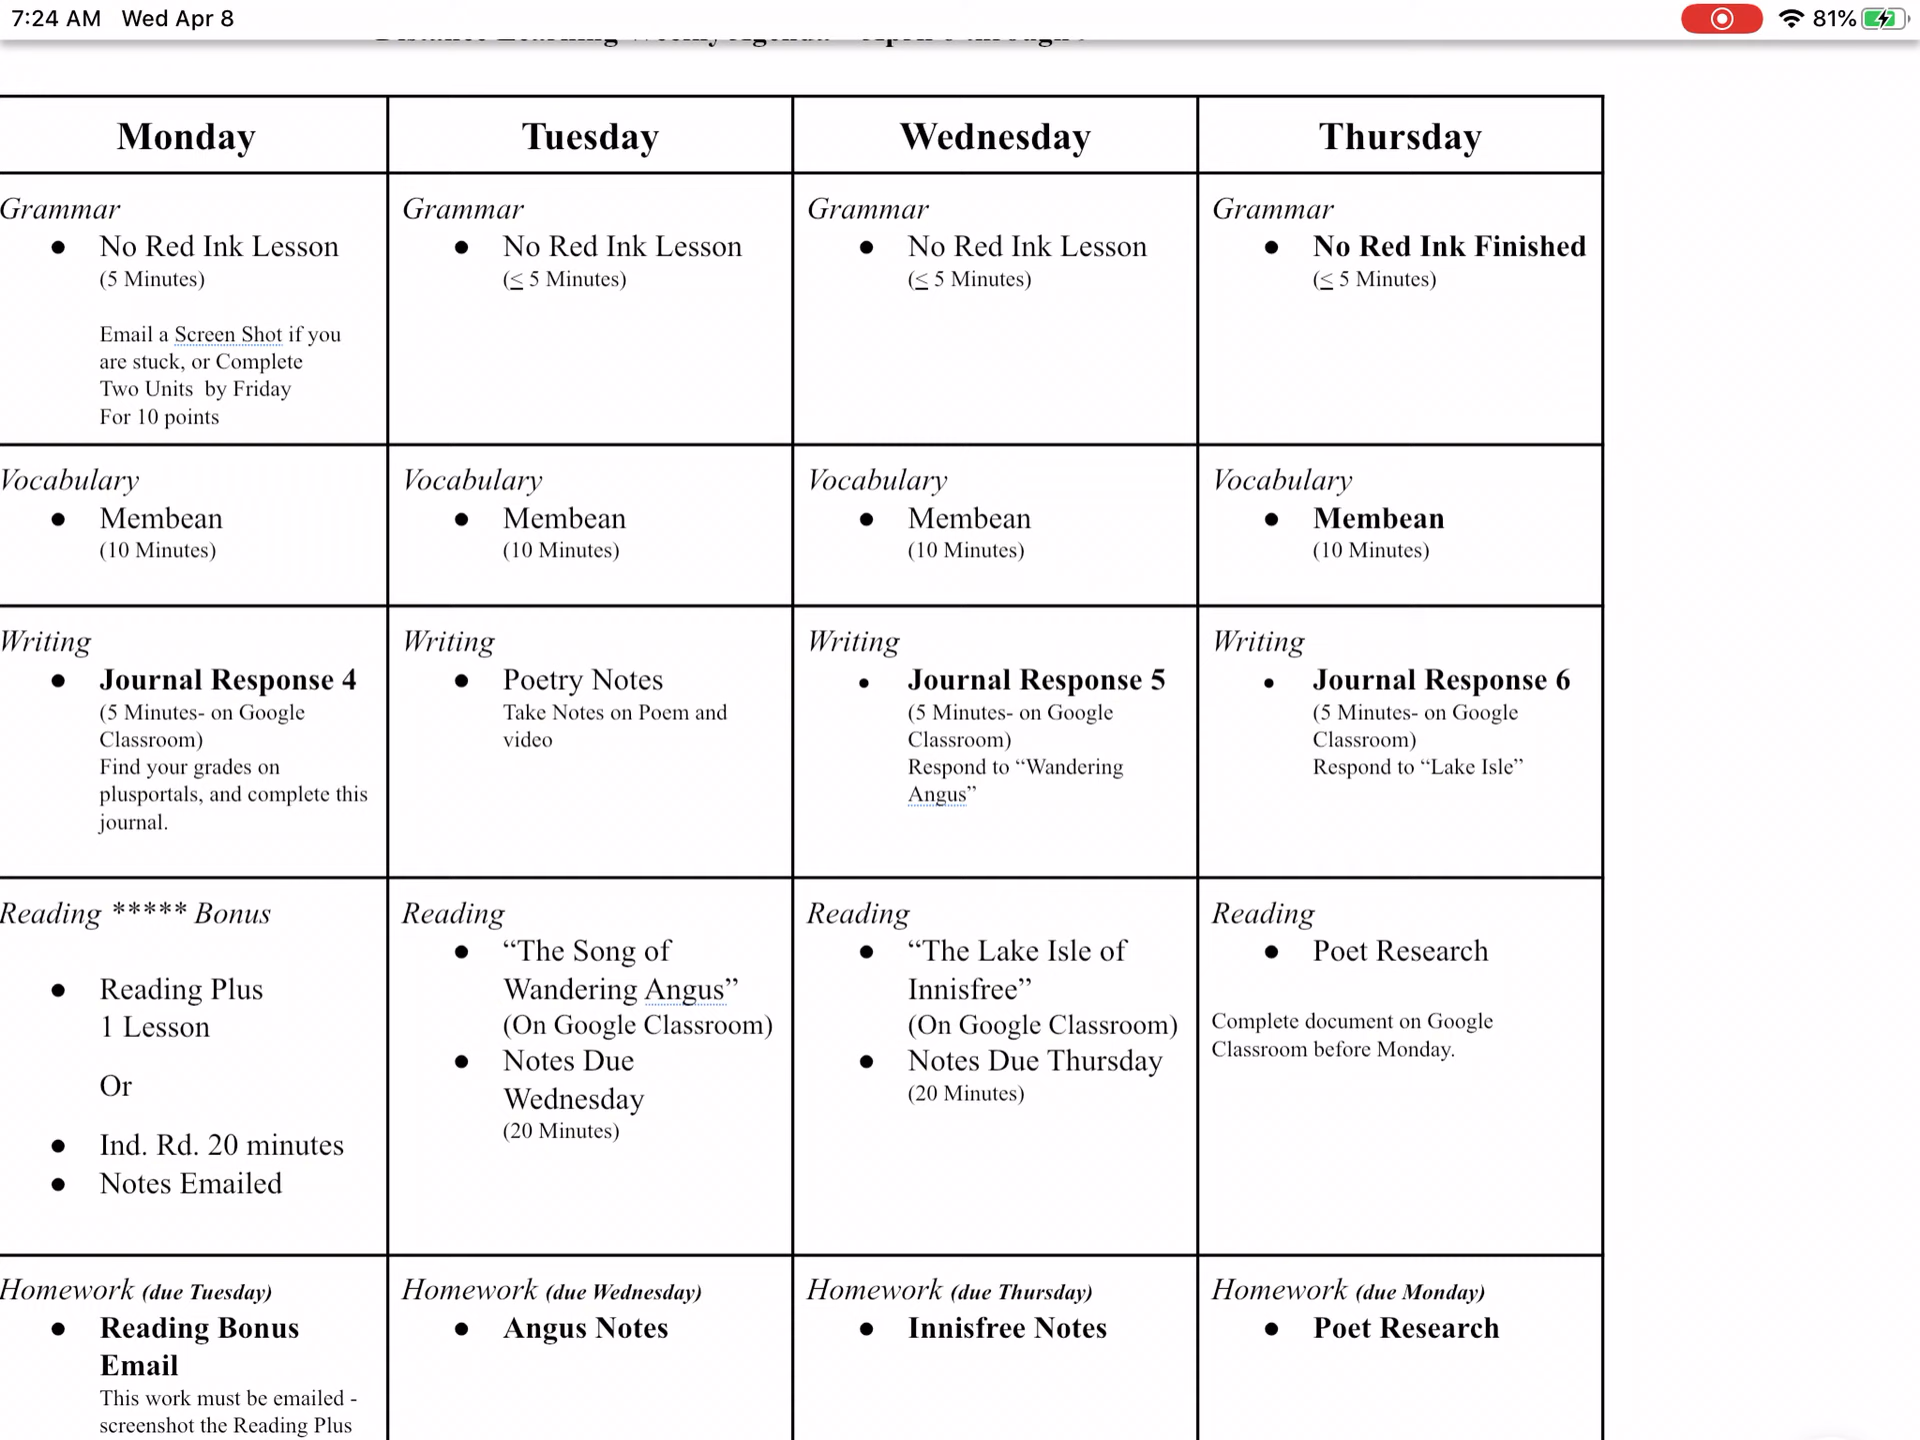 7:24 AM Wed Apr 8
81%
Distance Learning Weekly Agenda
Monday
Tuesday
Wednesday
Thursday
Grammar
● No Red Ink Lesson
(5 Minutes)
Email a Screen Shot if you
are stuck, or Complete
Two Units by Friday
For 10 points
Grammar
● No Red Ink Lesson
(≤ 5 Minutes)
Grammar
● No Red Ink Lesson
(≤ 5 Minutes)
Grammar
● No Red Ink Finished
(≤ 5 Minutes)
Vocabulary
● Membean
(10 Minutes)
Vocabulary
● Membean
(10 Minutes)
Vocabulary
● Membean
(10 Minutes)
Vocabulary
● Membean
(10 Minutes)
Writing
● Journal Response 4
(5 Minutes- on Google
Classroom)
Find your grades on
plusportals, and complete this
journal.
Writing
● Poetry Notes
Take Notes on Poem and
video
Writing
● Journal Response 5
(5 Minutes- on Google
Classroom)
Respond to “Wandering
Angus”
Writing
● Journal Response 6
(5 Minutes- on Google
Classroom)
Respond to “Lake Isle”
Reading ***** Bonus
● Reading Plus
1 Lesson
Or
● Ind. Rd. 20 minutes
● Notes Emailed
Reading
● “The Song of
Wandering Angus”
(On Google Classroom)
● Notes Due
Wednesday
(20 Minutes)
Reading
● “The Lake Isle of
Innisfree”
(On Google Classroom)
● Notes Due Thursday
(20 Minutes)
Reading
● Poet Research
Complete document on Google
Classroom before Monday.
Homework (due Tuesday)
● Reading Bonus
Email
This work must be emailed -
screenshot the Reading Plus
Homework (due Wednesday)
● Angus Notes
Homework (due Thursday)
● Innisfree Notes
Homework (due Monday)
● Poet Research